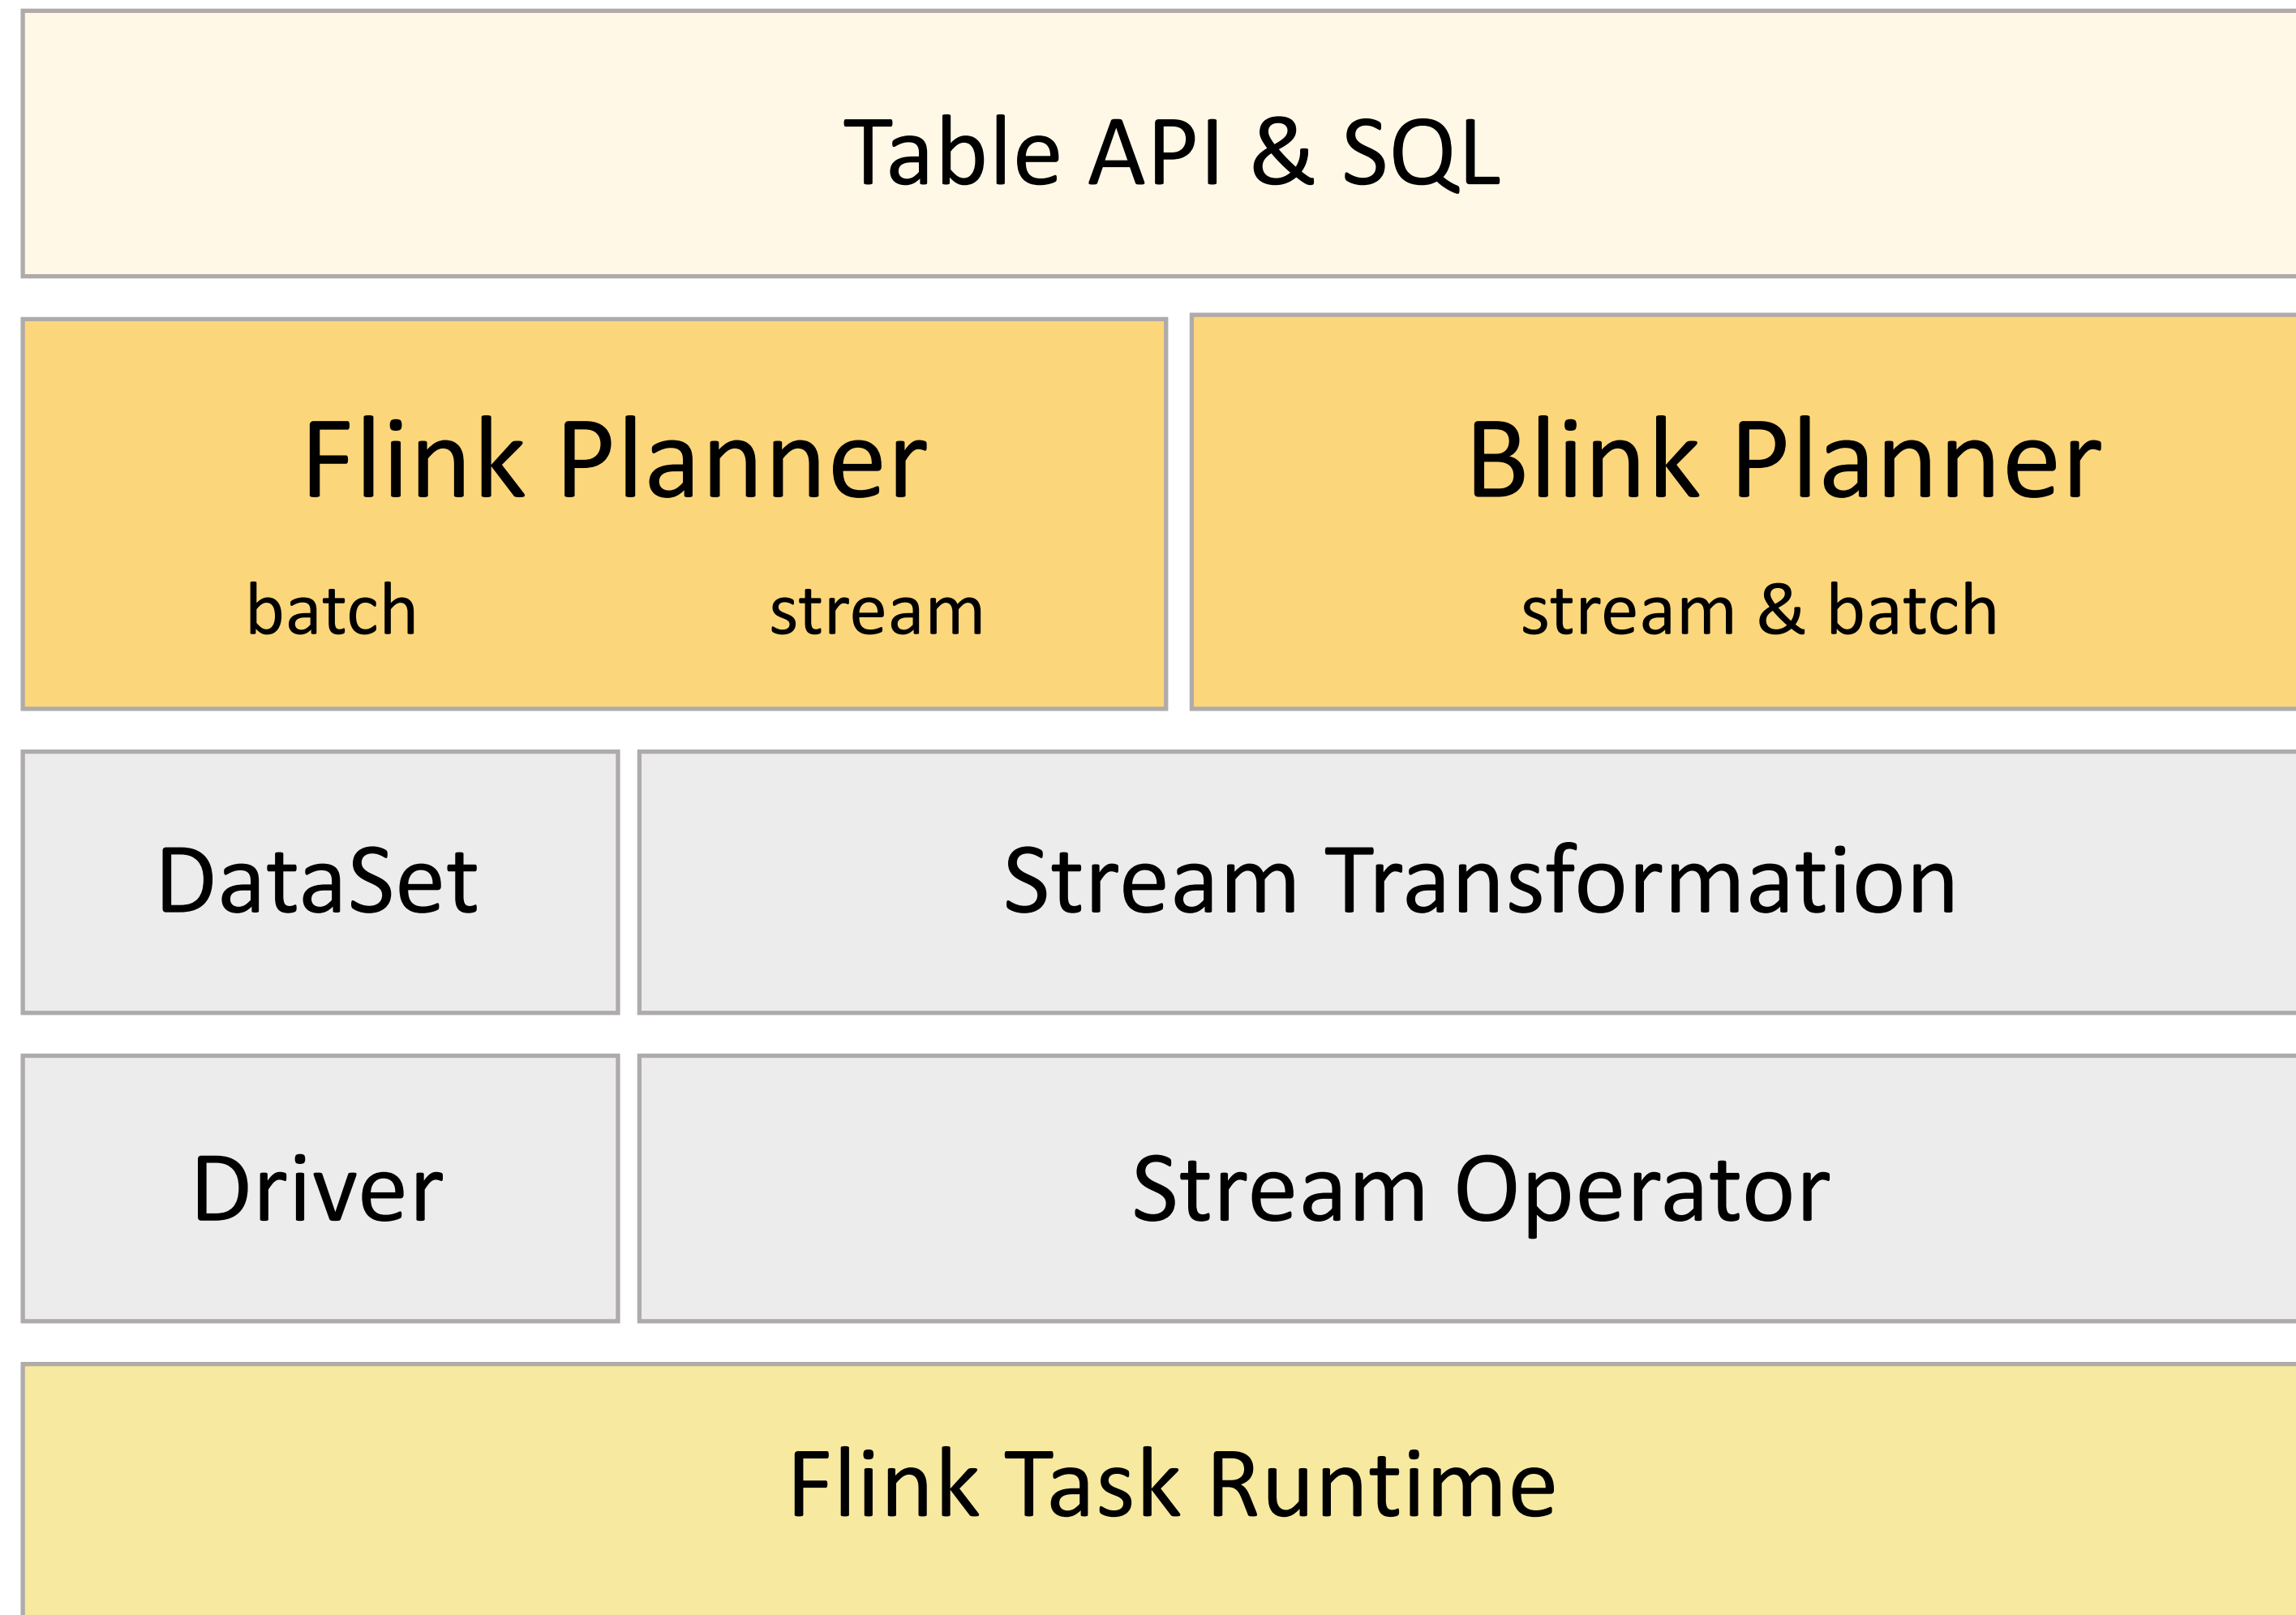 Table API & SQL
Flink Planner
batch stream
Blink Planner
stream & batch
DataSet
Stream Transformation
Driver
Stream Operator
Flink Task Runtime